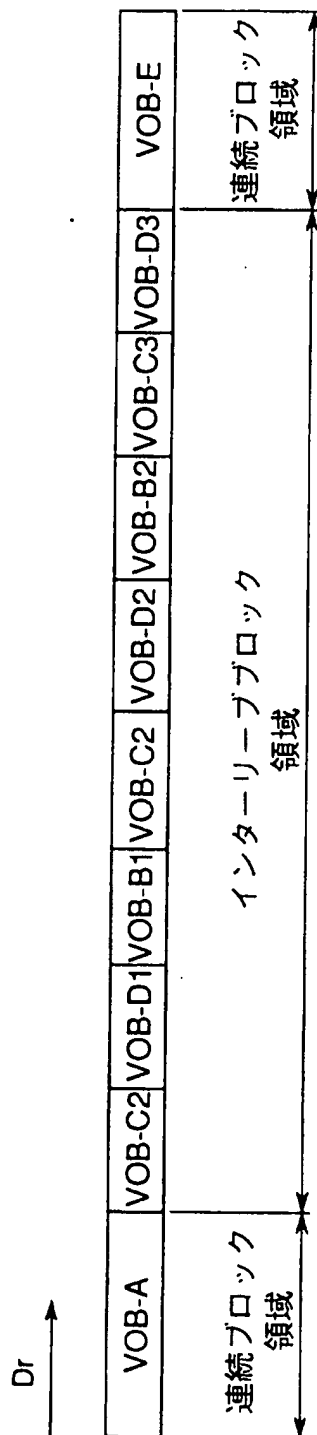 Dr
VOB-A
VOB-C2
VOB-D1
VOB-B1
VOB-C2
VOB-D2
VOB-B2
VOB-C3
VOB-D3
VOB-E
連続ブロック
領域
インターリーブブロック
領域
連続ブロック
領域